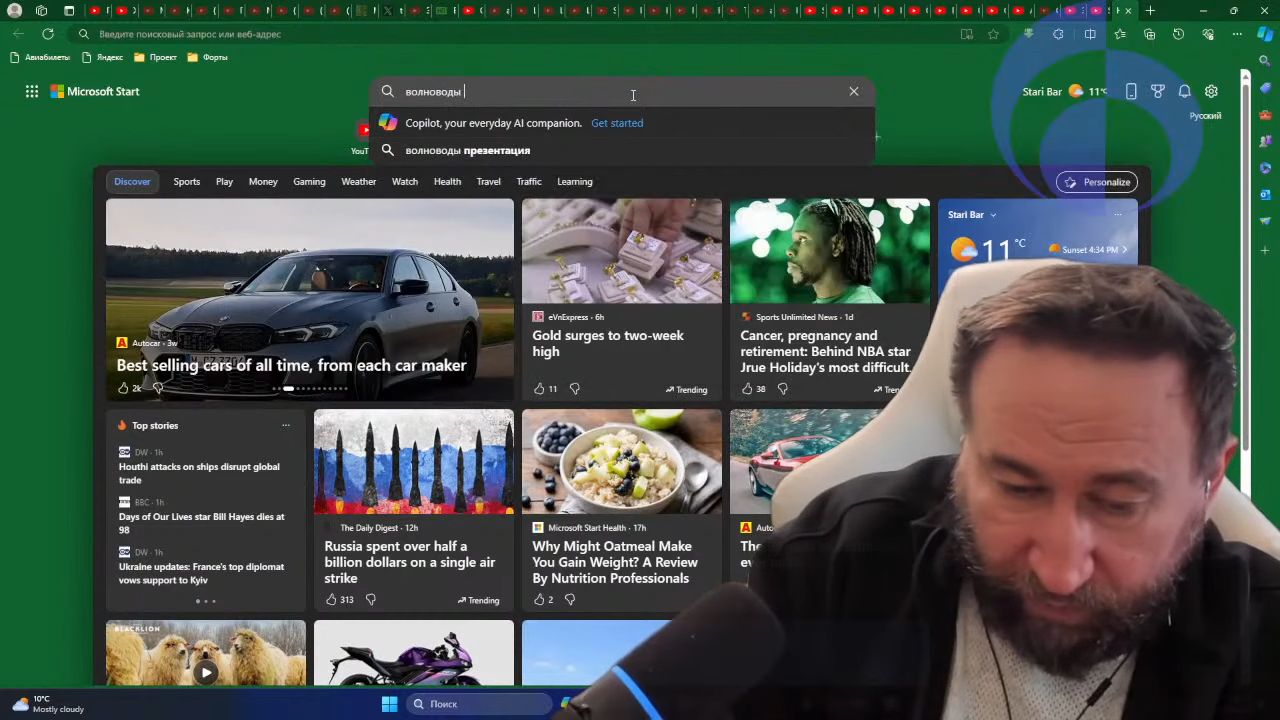 Введите поисковый запрос или веб-адрес
Авиабилеты
Яндекс
Проект
Форты
Microsoft Start
волноводы
Stari Bar
11°C
Русский
Copilot, your everyday AI companion. Get started
волноводы презентация
Discover
Sports
Play
Money
Gaming
Weather
Watch
Health
Travel
Traffic
Learning
Personalize
Autocar · 3w
Best selling cars of all time, from each car maker
2k
eVnExpress · 6h
Gold surges to two-week
high
11
Trending
Sports Unlimited News · 1d
Cancer, pregnancy and
retirement: Behind NBA star
Jrue Holiday's most difficult
38
Stari Bar
11 °C
Sunset 4:34 PM
Top stories
DW · 1h
Houthi attacks on ships disrupt global
trade
BBC · 1h
Days of Our Lives star Bill Hayes dies at
98
DW · 1h
Ukraine updates: France's top diplomat
vows support to Kyiv
The Daily Digest · 12h
Russia spent over half a
billion dollars on a single air
strike
313
Trending
Microsoft Start Health · 17h
Why Might Oatmeal Make
You Gain Weight? A Review
By Nutrition Professionals
2
BLACKLION
10°C
Mostly cloudy
Поиск